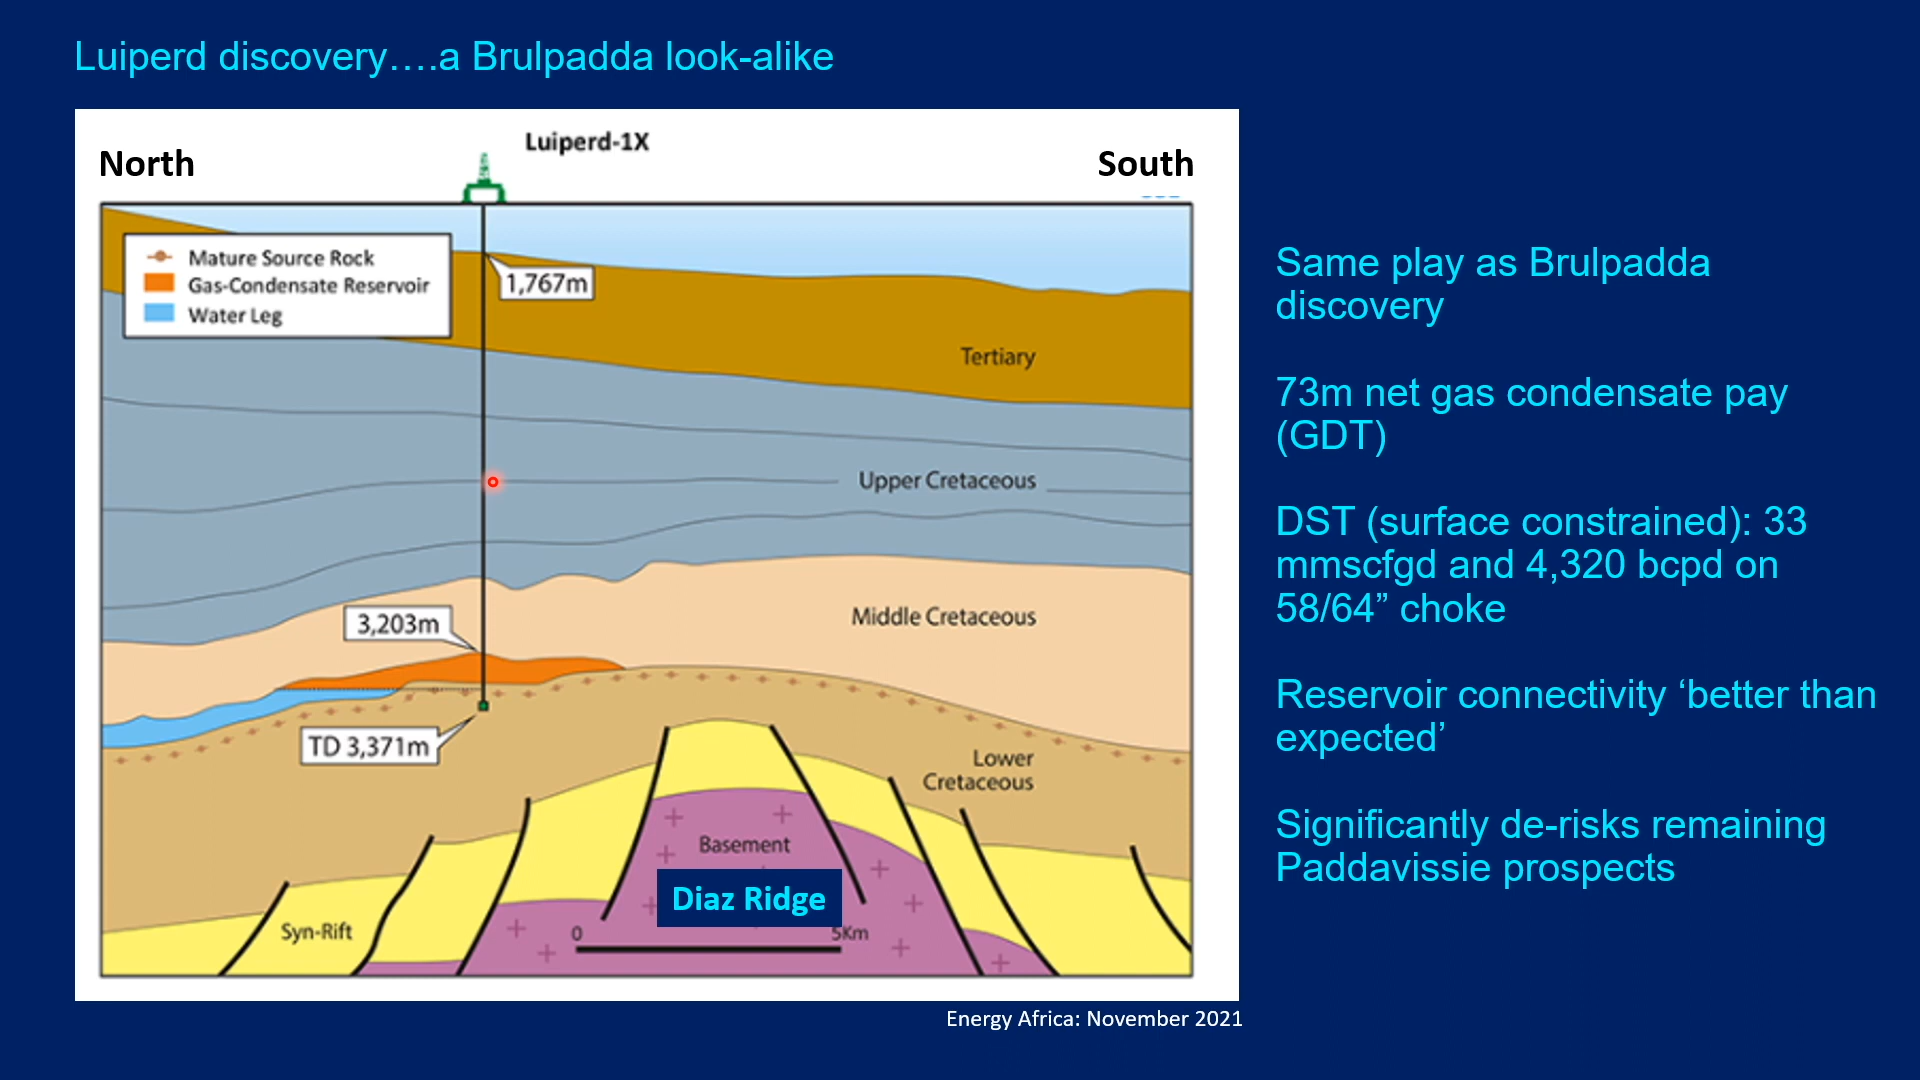 Luiperd discovery….a Brulpadda look-alike
Luiperd-1X
North
South
Mature Source Rock
Gas-Condensate Reservoir
Water Leg
1,767m
Tertiary
Upper Cretaceous
Middle Cretaceous
3,203m
TD 3,371m
Lower
Cretaceous
Basement
Diaz Ridge
Syn-Rift
0
5Km
Energy Africa: November 2021
Same play as Brulpadda
discovery
73m net gas condensate pay
(GDT)
DST (surface constrained): 33
mmscfgd and 4,320 bcpd on
58/64” choke
Reservoir connectivity ‘better than
expected’
Significantly de-risks remaining
Paddavissie prospects